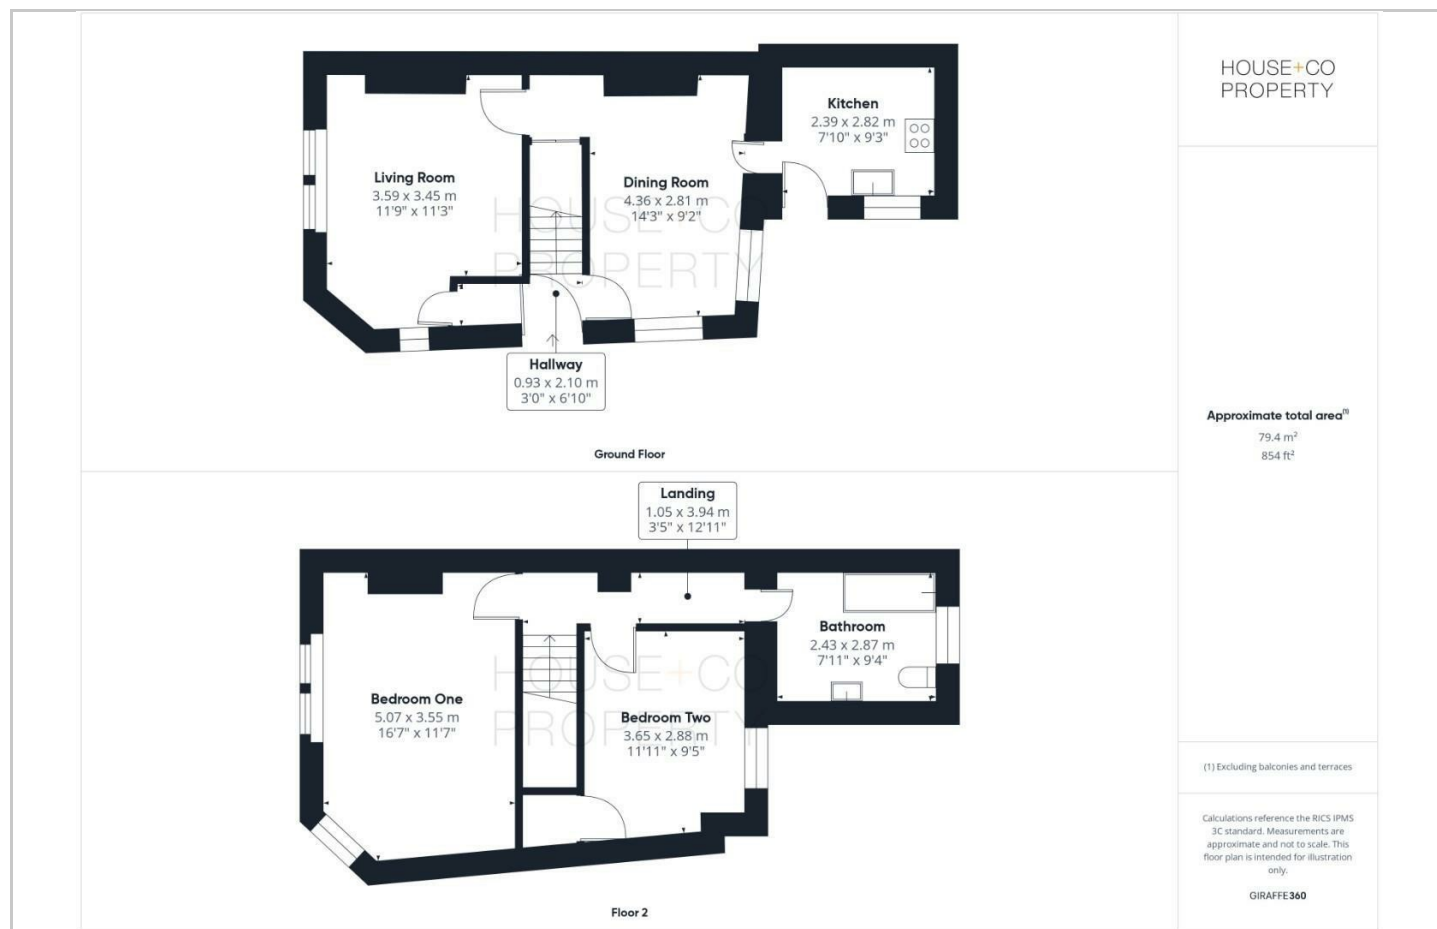 HOUSE+CO
PROPERTY
Kitchen
2.39 x 2.82 m
7'10" x 9'3"
Living Room
3.59 x 3.45 m
11'9" x 11'3"
Dining Room
4.36 x 2.81 m
14'3" x 9'2"
HOUSE+CO
PROPERTY
Hallway
0.93 x 2.10 m
3'0" x 6'10"
Ground Floor
Approximate total area(1)
79.4 m²
854 ft²
Landing
1.05 x 3.94 m
3'5" x 12'11"
Bathroom
2.43 x 2.87 m
7'11" x 9'4"
Bedroom One
5.07 x 3.55 m
16'7" x 11'7"
Bedroom Two
3.65 x 2.88 m
11'11" x 9'5"
HOUSE+CO
PROPERTY
Floor 2
(1) Excluding balconies and terraces
Calculations reference the RICS IPMS
3C standard. Measurements are
approximate and not to scale. This
floor plan is intended for illustration
only.
GIRAFFE360